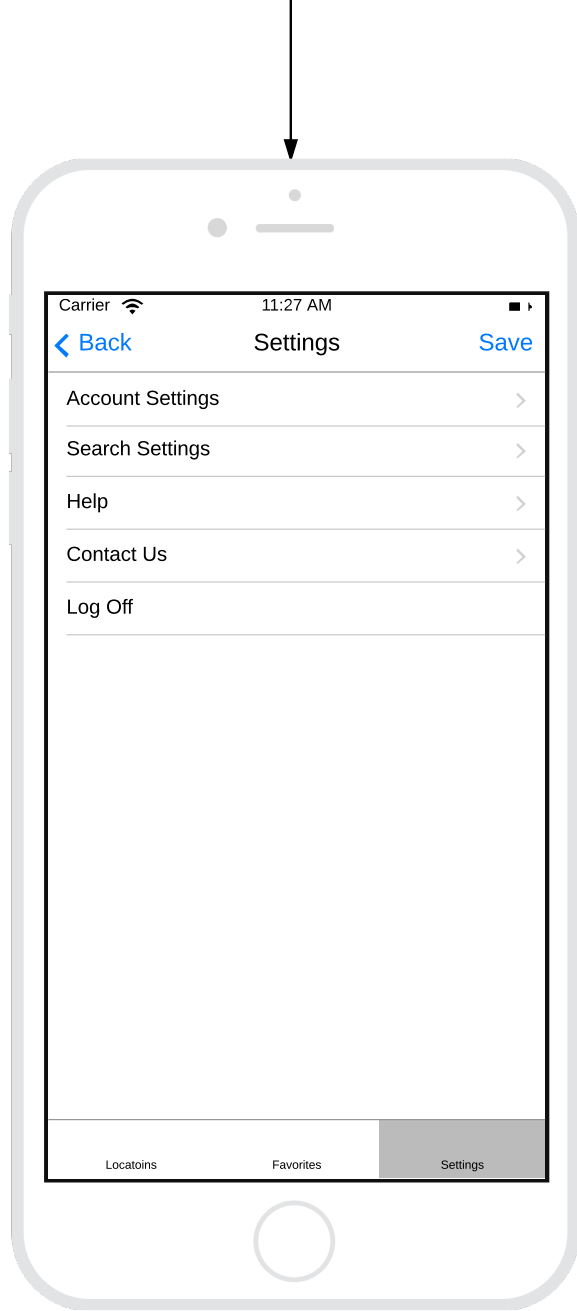 Carrier 11:27 AM
Back Settings Save
Account Settings
Search Settings
Help
Contact Us
Log Off
Locatoins Favorites Settings